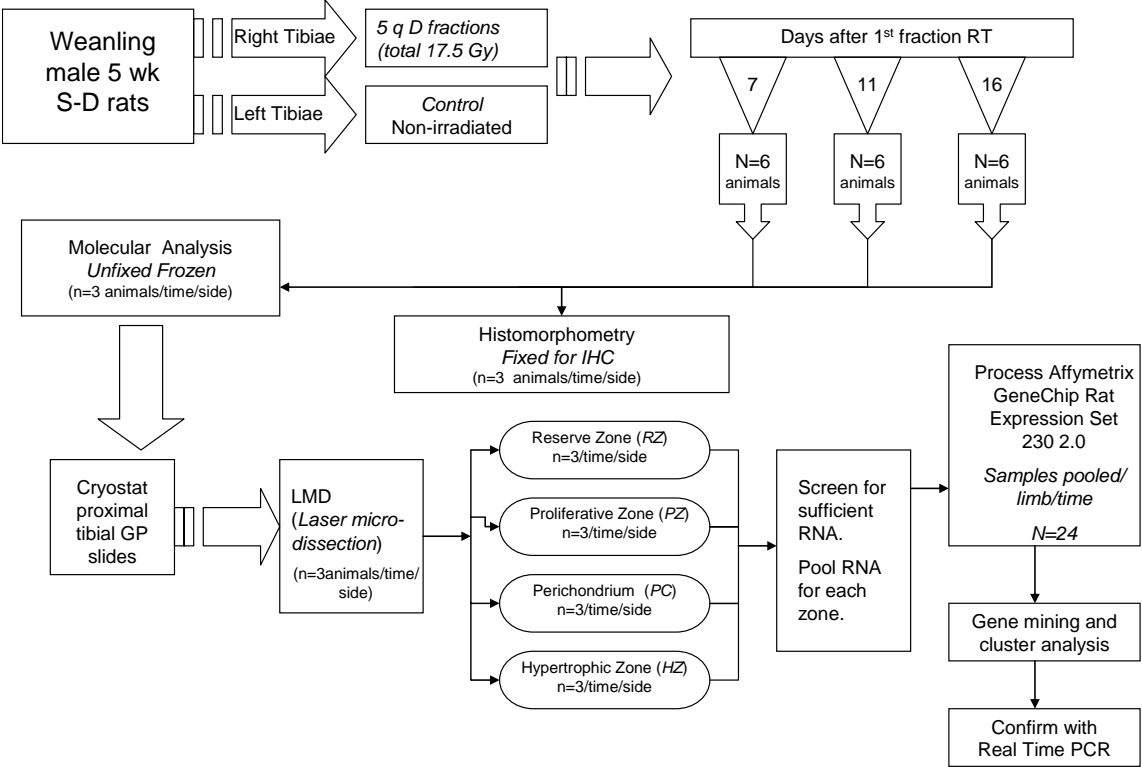 Weanling
male 5 wk
S-D rats
Right Tibiae
Left Tibiae
5 q D fractions
(total 17.5 Gy)
Control
Non-irradiated
Days after 1st fraction RT
7
11
16
N=6
animals
N=6
animals
N=6
animals
Molecular Analysis
Unfixed Frozen
(n=3 animals/time/side)
Histomorphometry
Fixed for IHC
(n=3 animals/time/side)
Cryostat
proximal
tibial GP
slides
LMD
(Laser micro-
dissection)
(n=3animals/time/
side)
Reserve Zone (RZ)
n=3/time/side
Proliferative Zone (PZ)
n=3/time/side
Perichondrium (PC)
n=3/time/side
Hypertrophic Zone (HZ)
n=3/time/side
Screen for
sufficient
RNA.
Pool RNA
for each
zone.
Process Affymetrix
GeneChip Rat
Expression Set
230 2.0
Samples pooled/
limb/time
N=24
Gene mining and
cluster analysis
Confirm with
Real Time PCR